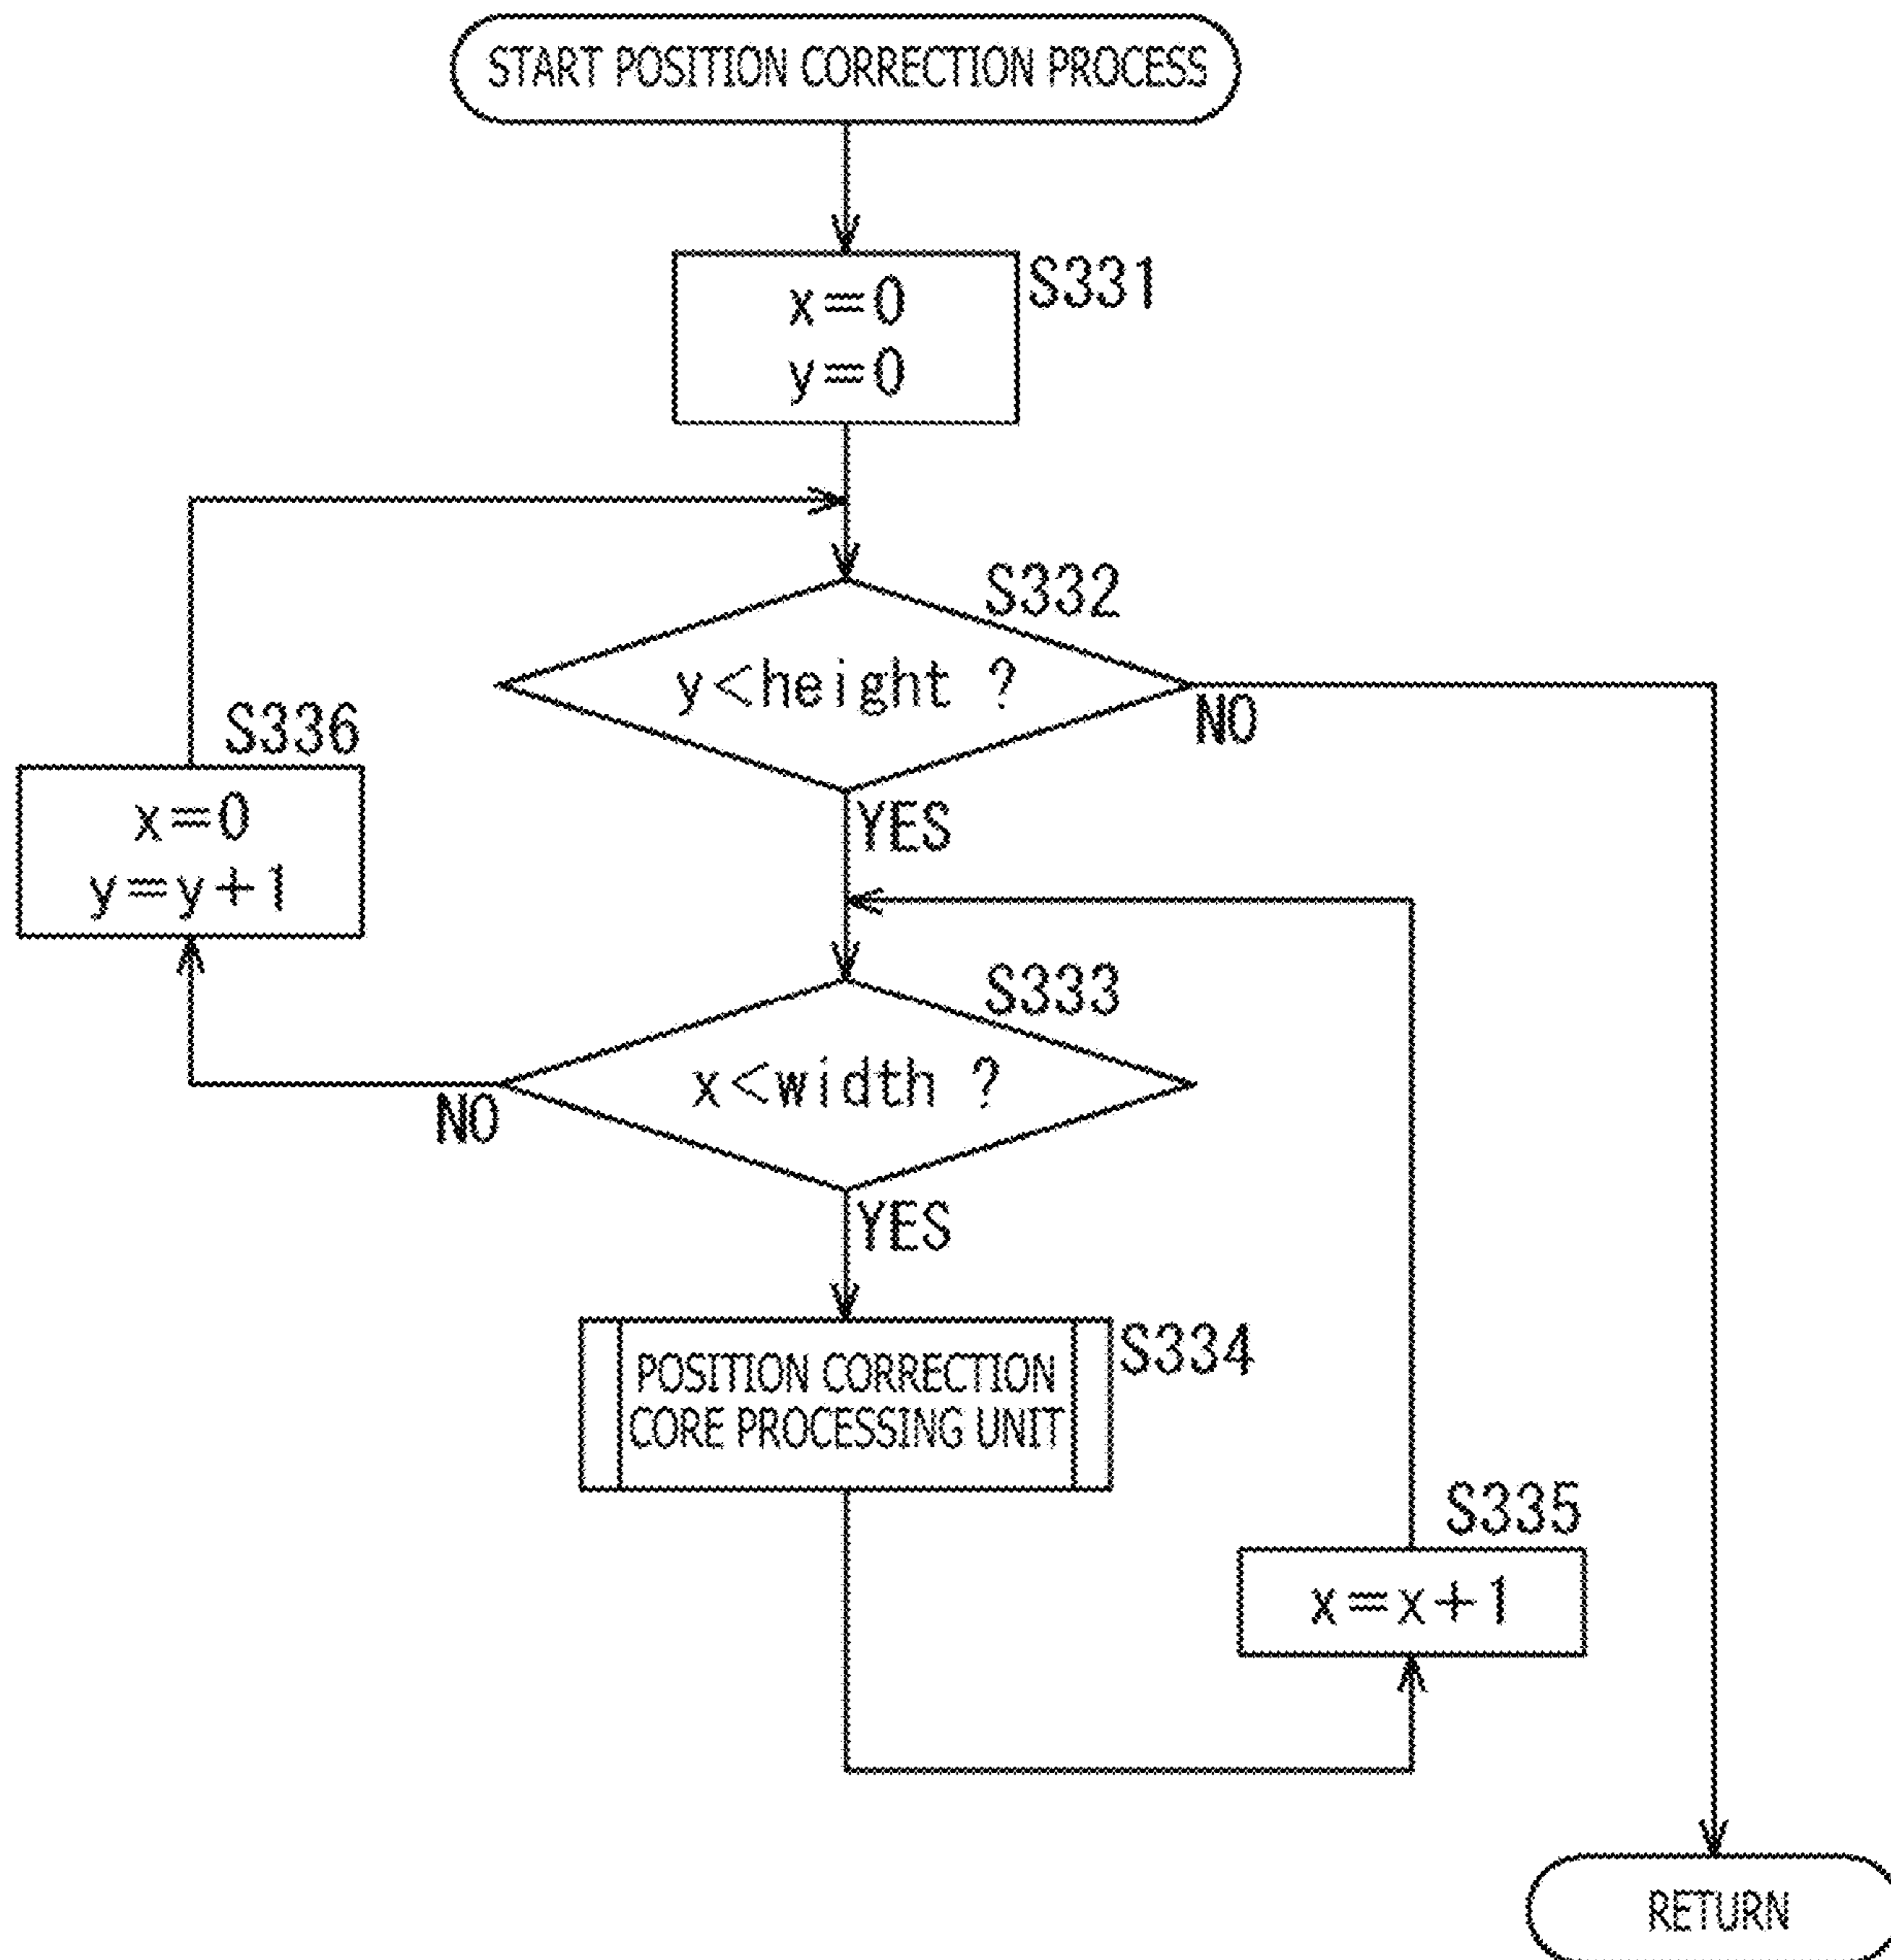 START POSITION CORRECTION PROCESS
S331
x=0
y=0
S332
y<height ?
NO
YES
S336
x=0
y=y+1
S333
x<width ?
NO
YES
S334
POSITION CORRECTION
CORE PROCESSING UNIT
S335
x=x+1
RETURN